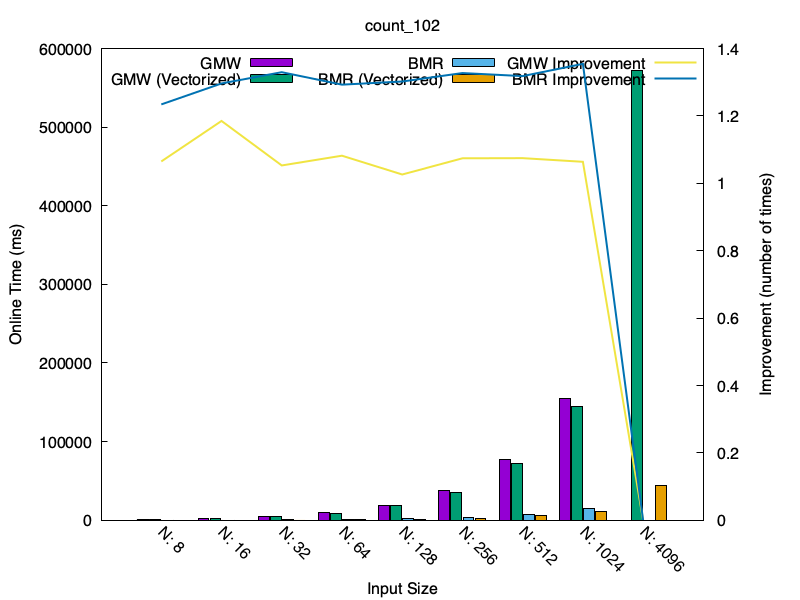 count_102
GMW BMR GMW Improvement
GMW (Vectorized) BMR (Vectorized) BMR Improvement
600000
500000
400000
300000
200000
100000
0
Online Time (ms)
1.4
1.2
1
0.8
0.6
0.4
0.2
0
Improvement (number of times)
N: 8
N: 16
N: 32
N: 64
N: 128
N: 256
N: 512
N: 1024
N: 4096
Input Size